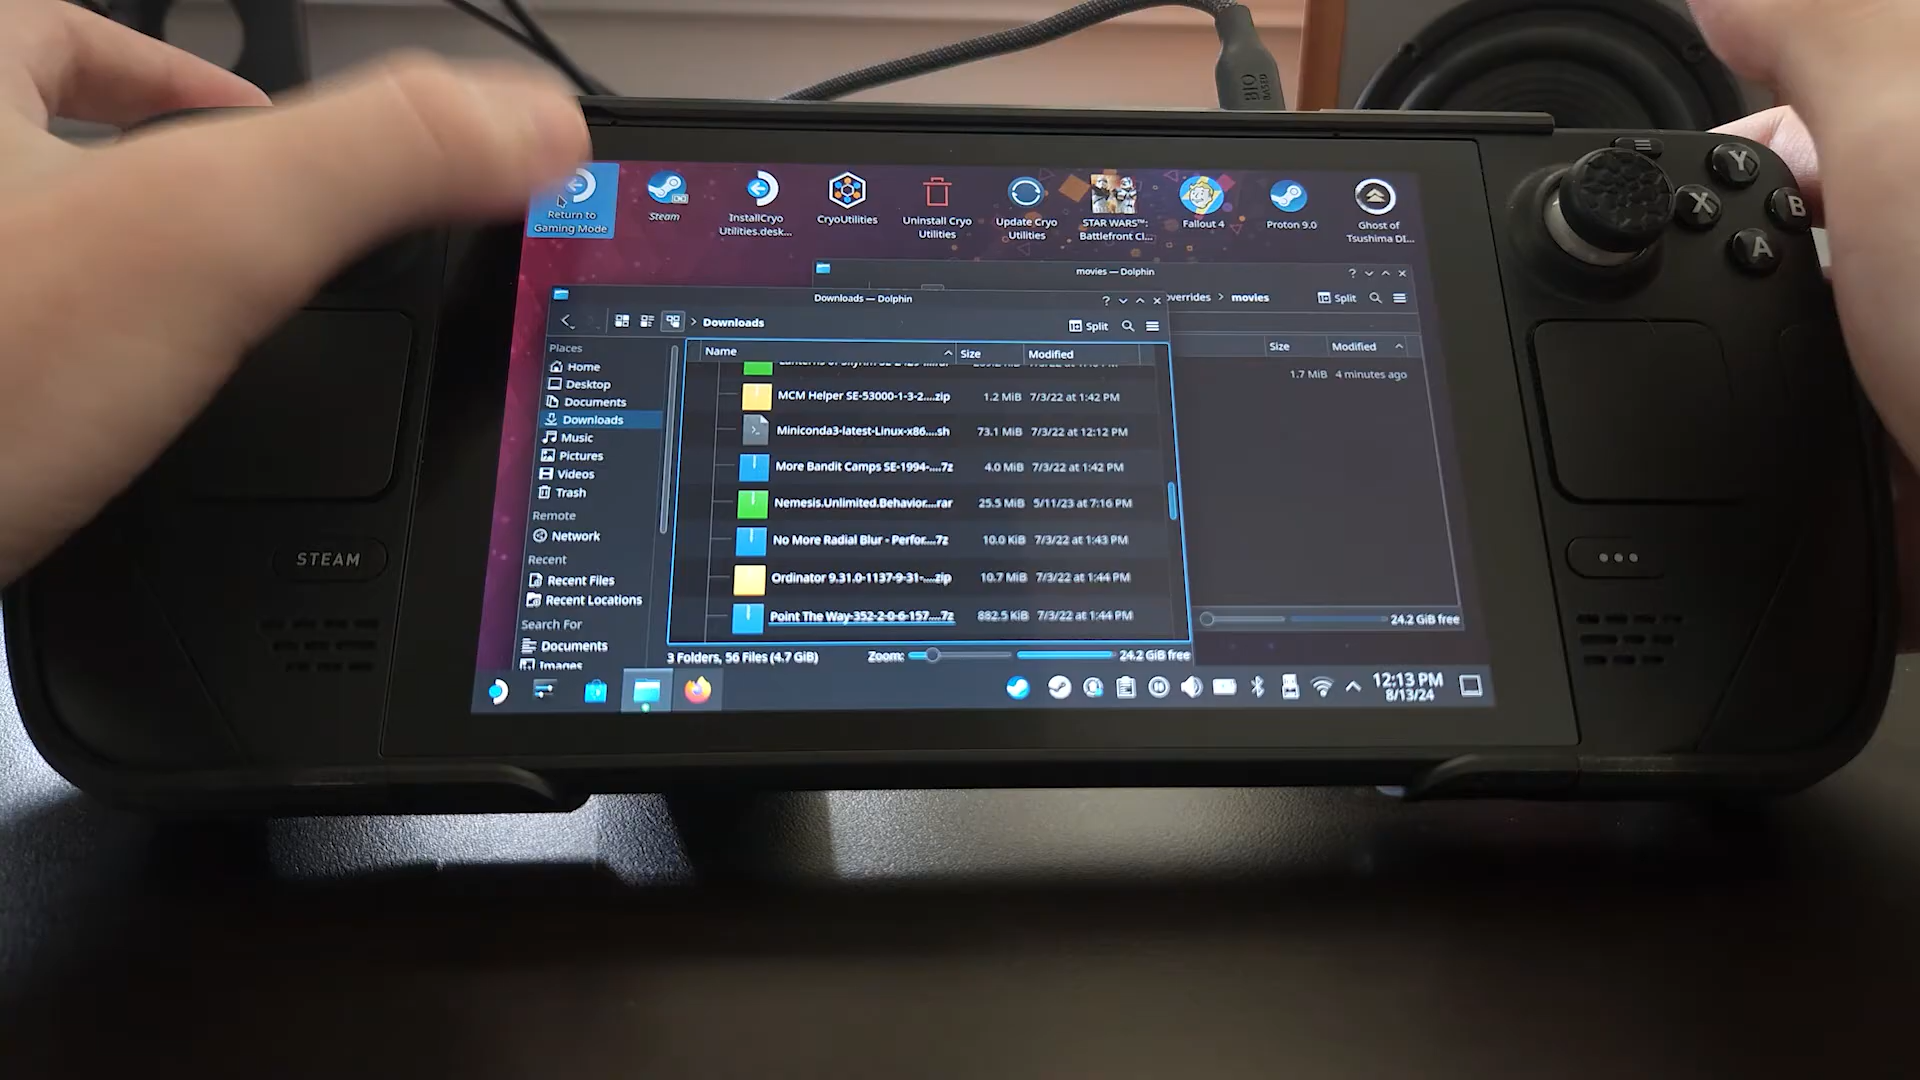 BIO
BASED
Return to
Gaming Mode
Steam
InstallCryo
Utilities.desk...
CryoUtilities
Uninstall Cryo
Utilities
Update Cryo
Utilities
STAR WARS™:
Battlefront Cl...
Fallout 4
Proton 9.0
Ghost of
Tsushima DI...
Y
X
B
A
movies — Dolphin
? 
> movies
Split
Size
Modified
1.7 MiB 4 minutes ago
24.2 GiB free
Downloads — Dolphin
?
> Downloads
Split
Places
Home
Desktop
Documents
Downloads
Music
Pictures
Videos
Trash
Remote
Network
Recent
Recent Files
Recent Locations
Search For
Documents
Images
Name
Size
Modified
MCM Helper SE-53000-1-3-2....zip 1.2 MiB 7/3/22 at 1:42 PM
Miniconda3-latest-Linux-x86....sh 73.1 MiB 7/3/22 at 12:12 PM
More Bandit Camps SE-1994-....7z 4.0 MiB 7/3/22 at 1:42 PM
Nemesis.Unlimited.Behavior....rar 25.5 MiB 5/11/23 at 7:16 PM
No More Radial Blur - Perfor....7z 10.0 KiB 7/3/22 at 1:43 PM
Ordinator 9.31.0-1137-9-31-....zip 10.7 MiB 7/3/22 at 1:44 PM
Point The Way-352-2-0-6-157....7z 882.5 KiB 7/3/22 at 1:44 PM
3 Folders, 56 Files (4.7 GiB)
Zoom:
24.2 GiB free
12:13 PM
8/13/24
STEAM